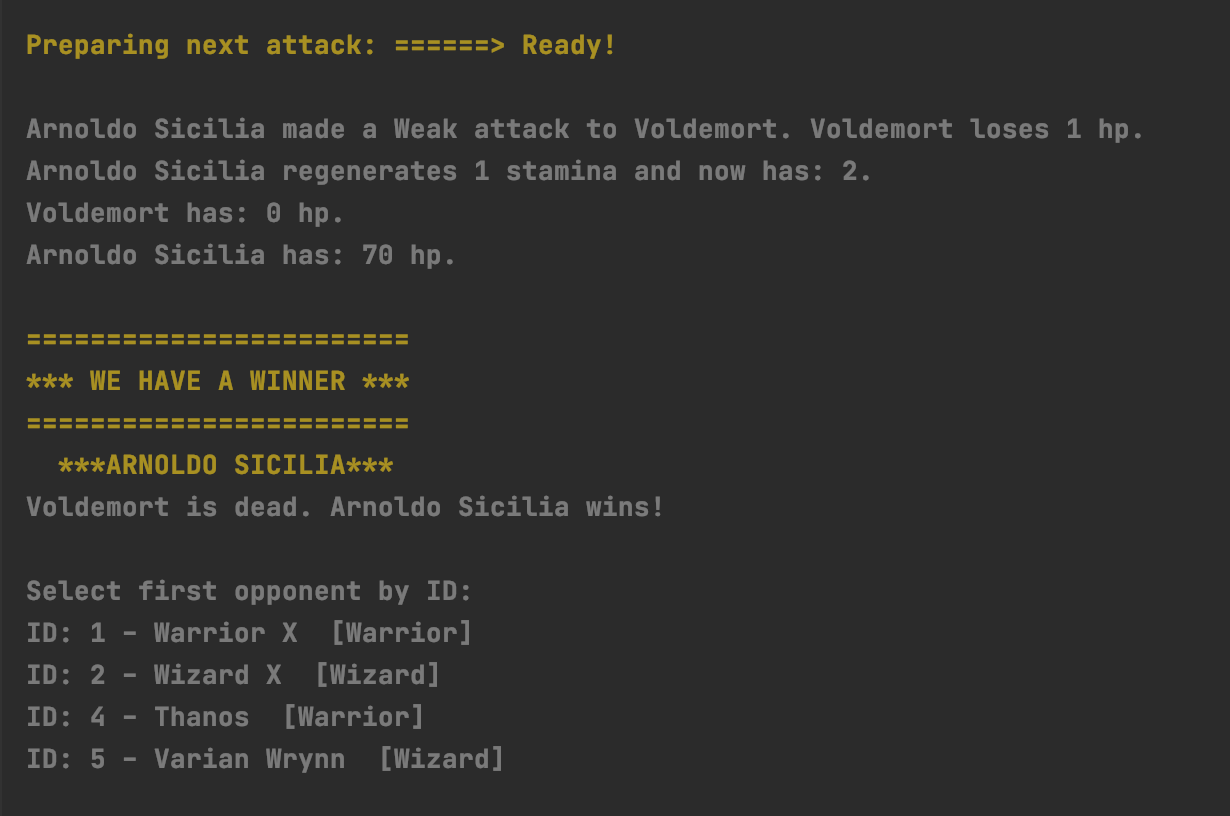 Preparing next attack: ======> Ready!
Arnoldo Sicilia made a Weak attack to Voldemort. Voldemort loses 1 hp.
Arnoldo Sicilia regenerates 1 stamina and now has: 2.
Voldemort has: 0 hp.
Arnoldo Sicilia has: 70 hp.
========================
*** WE HAVE A WINNER ***
========================
  ***ARNOLDO SICILIA***
Voldemort is dead. Arnoldo Sicilia wins!
Select first opponent by ID:
ID: 1 - Warrior X  [Warrior]
ID: 2 - Wizard X  [Wizard]
ID: 4 - Thanos  [Warrior]
ID: 5 - Varian Wrynn  [Wizard]